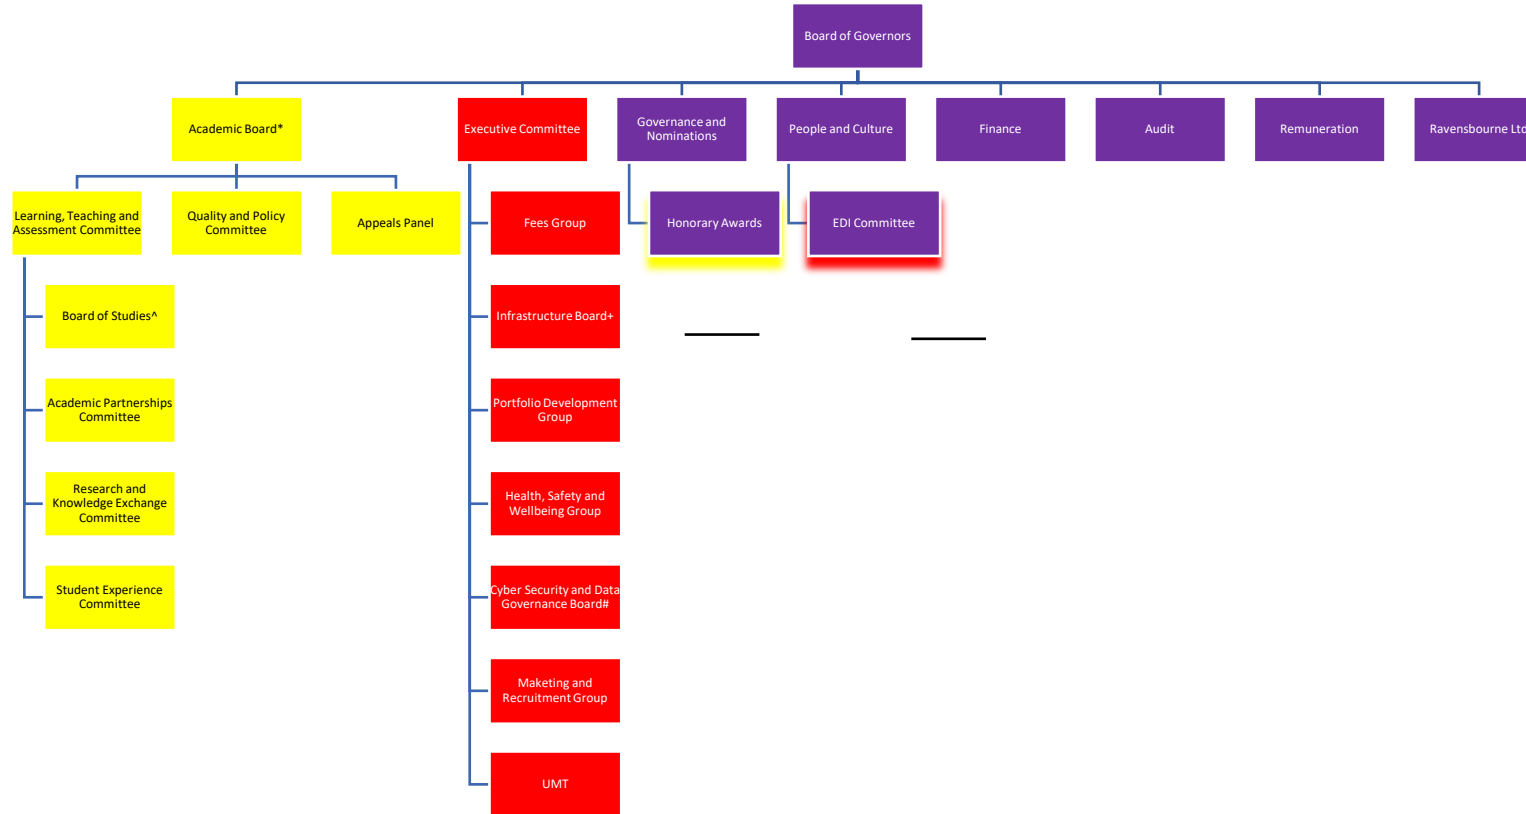 Board of Governors
Academic Board*
Executive Committee
Governance and
Nominations
People and Culture
Finance
Audit
Remuneration
Ravensbourne Ltd
Learning, Teaching and
Assessment Committee
Quality and Policy
Committee
Appeals Panel
Fees Group
Honorary Awards
EDI Committee
Board of Studies^
Infrastructure Board+
Academic Partnerships
Committee
Portfolio Development
Group
Research and
Knowledge Exchange
Committee
Health, Safety and
Wellbeing Group
Student Experience
Committee
Cyber Security and Data
Governance Board#
Maketing and
Recruitment Group
UMT